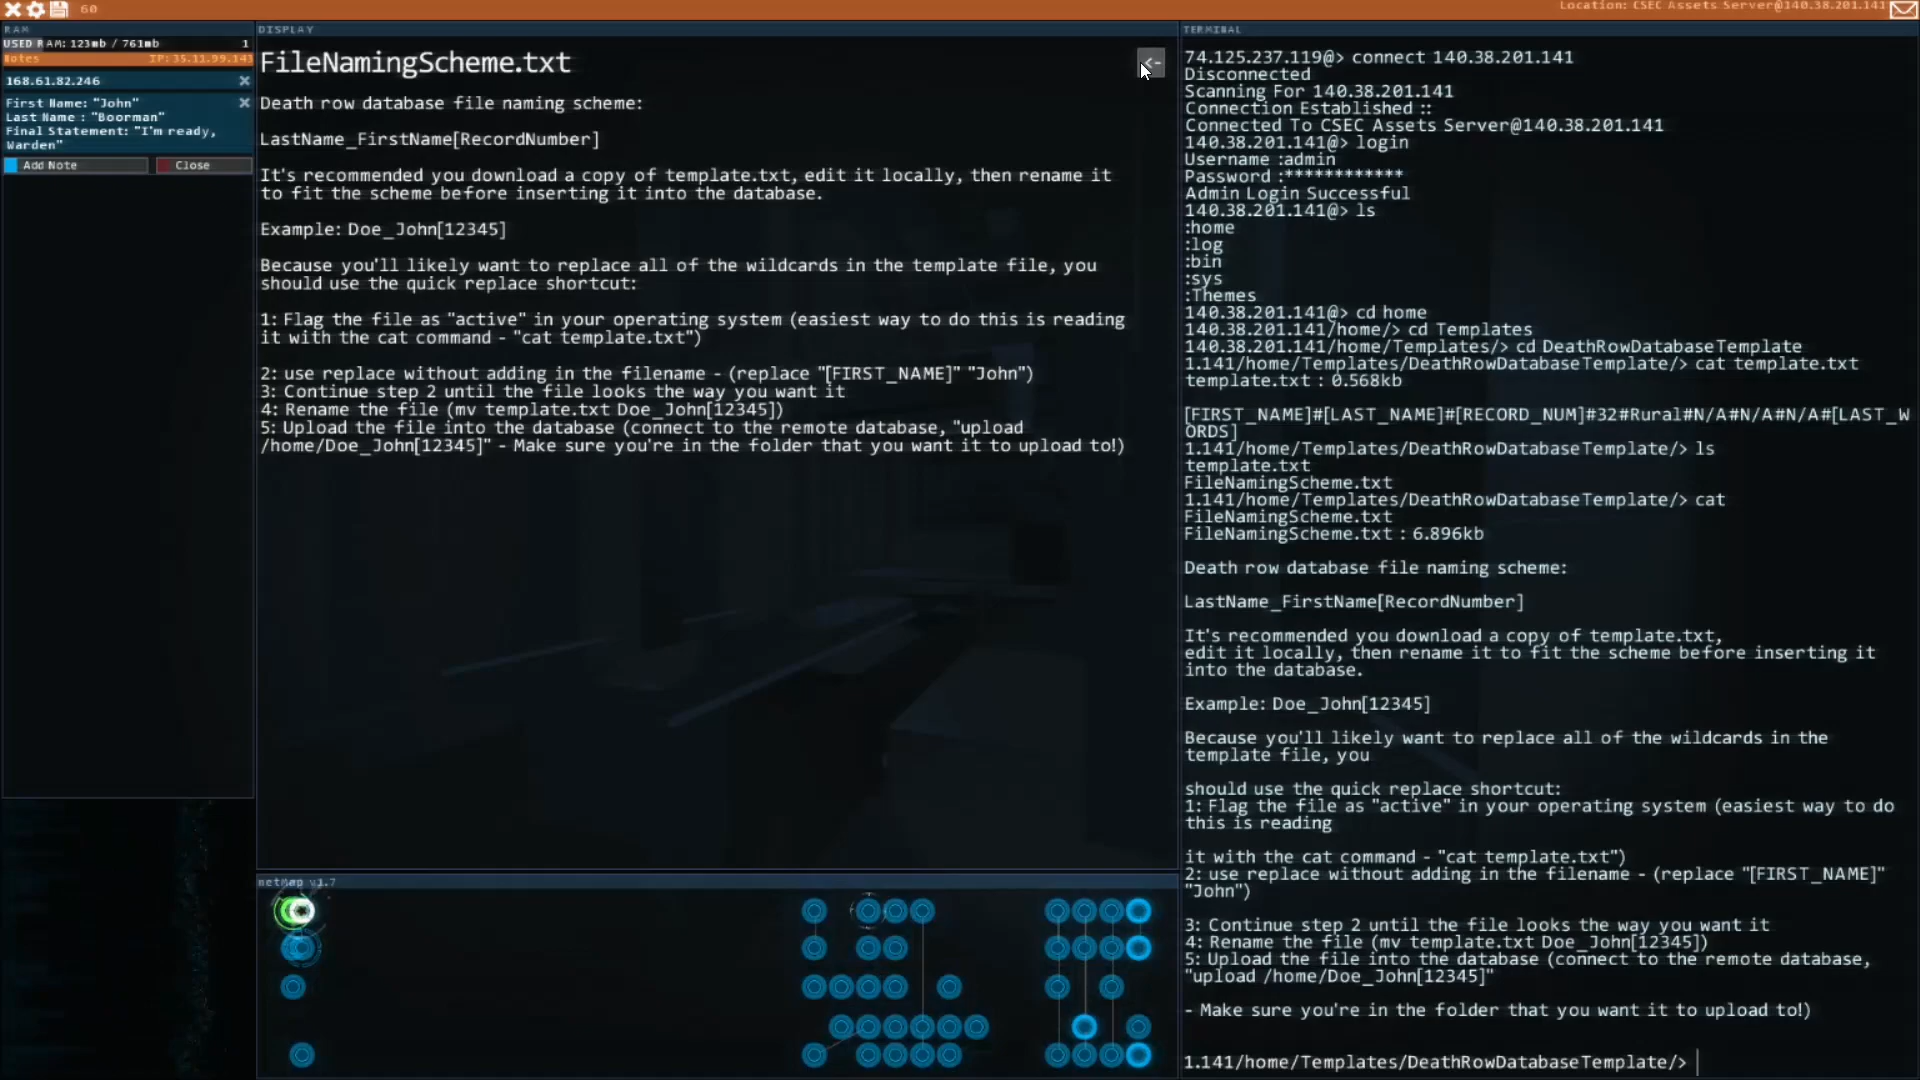 60
Location: CSEC Assets Server@140.38.201.141
RAM
USED RAM: 123mb / 761mb 1
Notes IP: 35.11.99.143
168.61.82.246
First Name: "John"
Last Name : "Boorman"
Final Statement: "I'm ready,
Warden"
Add Note Close
DISPLAY
FileNamingScheme.txt
<-
Death row database file naming scheme:
LastName_FirstName[RecordNumber]
It's recommended you download a copy of template.txt, edit it locally, then rename it
to fit the scheme before inserting it into the database.
Example: Doe_John[12345]
Because you'll likely want to replace all of the wildcards in the template file, you
should use the quick replace shortcut:
1: Flag the file as "active" in your operating system (easiest way to do this is reading
it with the cat command - "cat template.txt")
2: use replace without adding in the filename - (replace "[FIRST_NAME]" "John")
3: Continue step 2 until the file looks the way you want it
4: Rename the file (mv template.txt Doe_John[12345])
5: Upload the file into the database (connect to the remote database, "upload
/home/Doe_John[12345]" - Make sure you're in the folder that you want it to upload to!)
netMap v1.7
TERMINAL
74.125.237.119@> connect 140.38.201.141
Disconnected
Scanning For 140.38.201.141
Connection Established ::
Connected To CSEC Assets Server@140.38.201.141
140.38.201.141@> login
Username :admin
Password :************
Admin Login Successful
140.38.201.141@> ls
:home
:log
:bin
:sys
:Themes
140.38.201.141@> cd home
140.38.201.141/home/> cd Templates
140.38.201.141/home/Templates/> cd DeathRowDatabaseTemplate
1.141/home/Templates/DeathRowDatabaseTemplate/> cat template.txt
template.txt : 0.568kb
[FIRST_NAME]#[LAST_NAME]#[RECORD_NUM]#32#Rural#N/A#N/A#N/A#[LAST_W
ORDS]
1.141/home/Templates/DeathRowDatabaseTemplate/> ls
template.txt
FileNamingScheme.txt
1.141/home/Templates/DeathRowDatabaseTemplate/> cat
FileNamingScheme.txt
FileNamingScheme.txt : 6.896kb
Death row database file naming scheme:
LastName_FirstName[RecordNumber]
It's recommended you download a copy of template.txt,
edit it locally, then rename it to fit the scheme before inserting it
into the database.
Example: Doe_John[12345]
Because you'll likely want to replace all of the wildcards in the
template file, you
should use the quick replace shortcut:
1: Flag the file as "active" in your operating system (easiest way to do
this is reading
it with the cat command - "cat template.txt")
2: use replace without adding in the filename - (replace "[FIRST_NAME]"
"John")
3: Continue step 2 until the file looks the way you want it
4: Rename the file (mv template.txt Doe_John[12345])
5: Upload the file into the database (connect to the remote database,
"upload /home/Doe_John[12345]"
- Make sure you're in the folder that you want it to upload to!)
1.141/home/Templates/DeathRowDatabaseTemplate/>